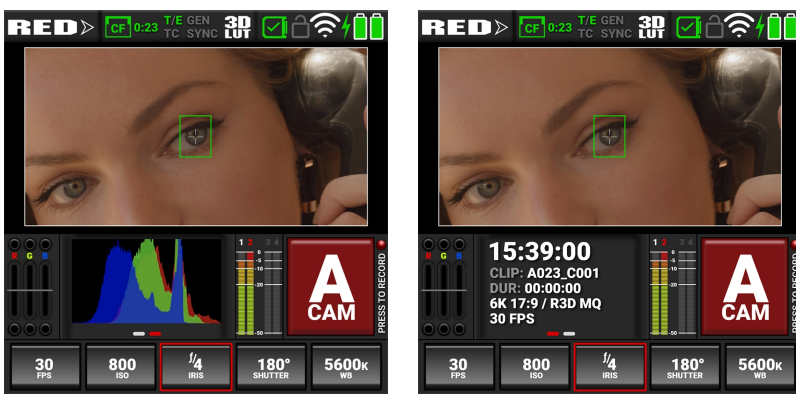 RED
CF 0:23
T/E GEN
TC SYNC
3D
LUT
R G B
1 2 3 4
0
-5
-10
-20
-50
A
CAM
PRESS TO RECORD
30
FPS
800
ISO
f/4
IRIS
180°
SHUTTER
5600K
WB
RED
CF 0:23
T/E GEN
TC SYNC
3D
LUT
R G B
15:39:00
CLIP: A023_C001
DUR: 00:00:00
6K 17:9 / R3D MQ
30 FPS
1 2 3 4
0
-5
-10
-20
-50
A
CAM
PRESS TO RECORD
30
FPS
800
ISO
f/4
IRIS
180°
SHUTTER
5600K
WB